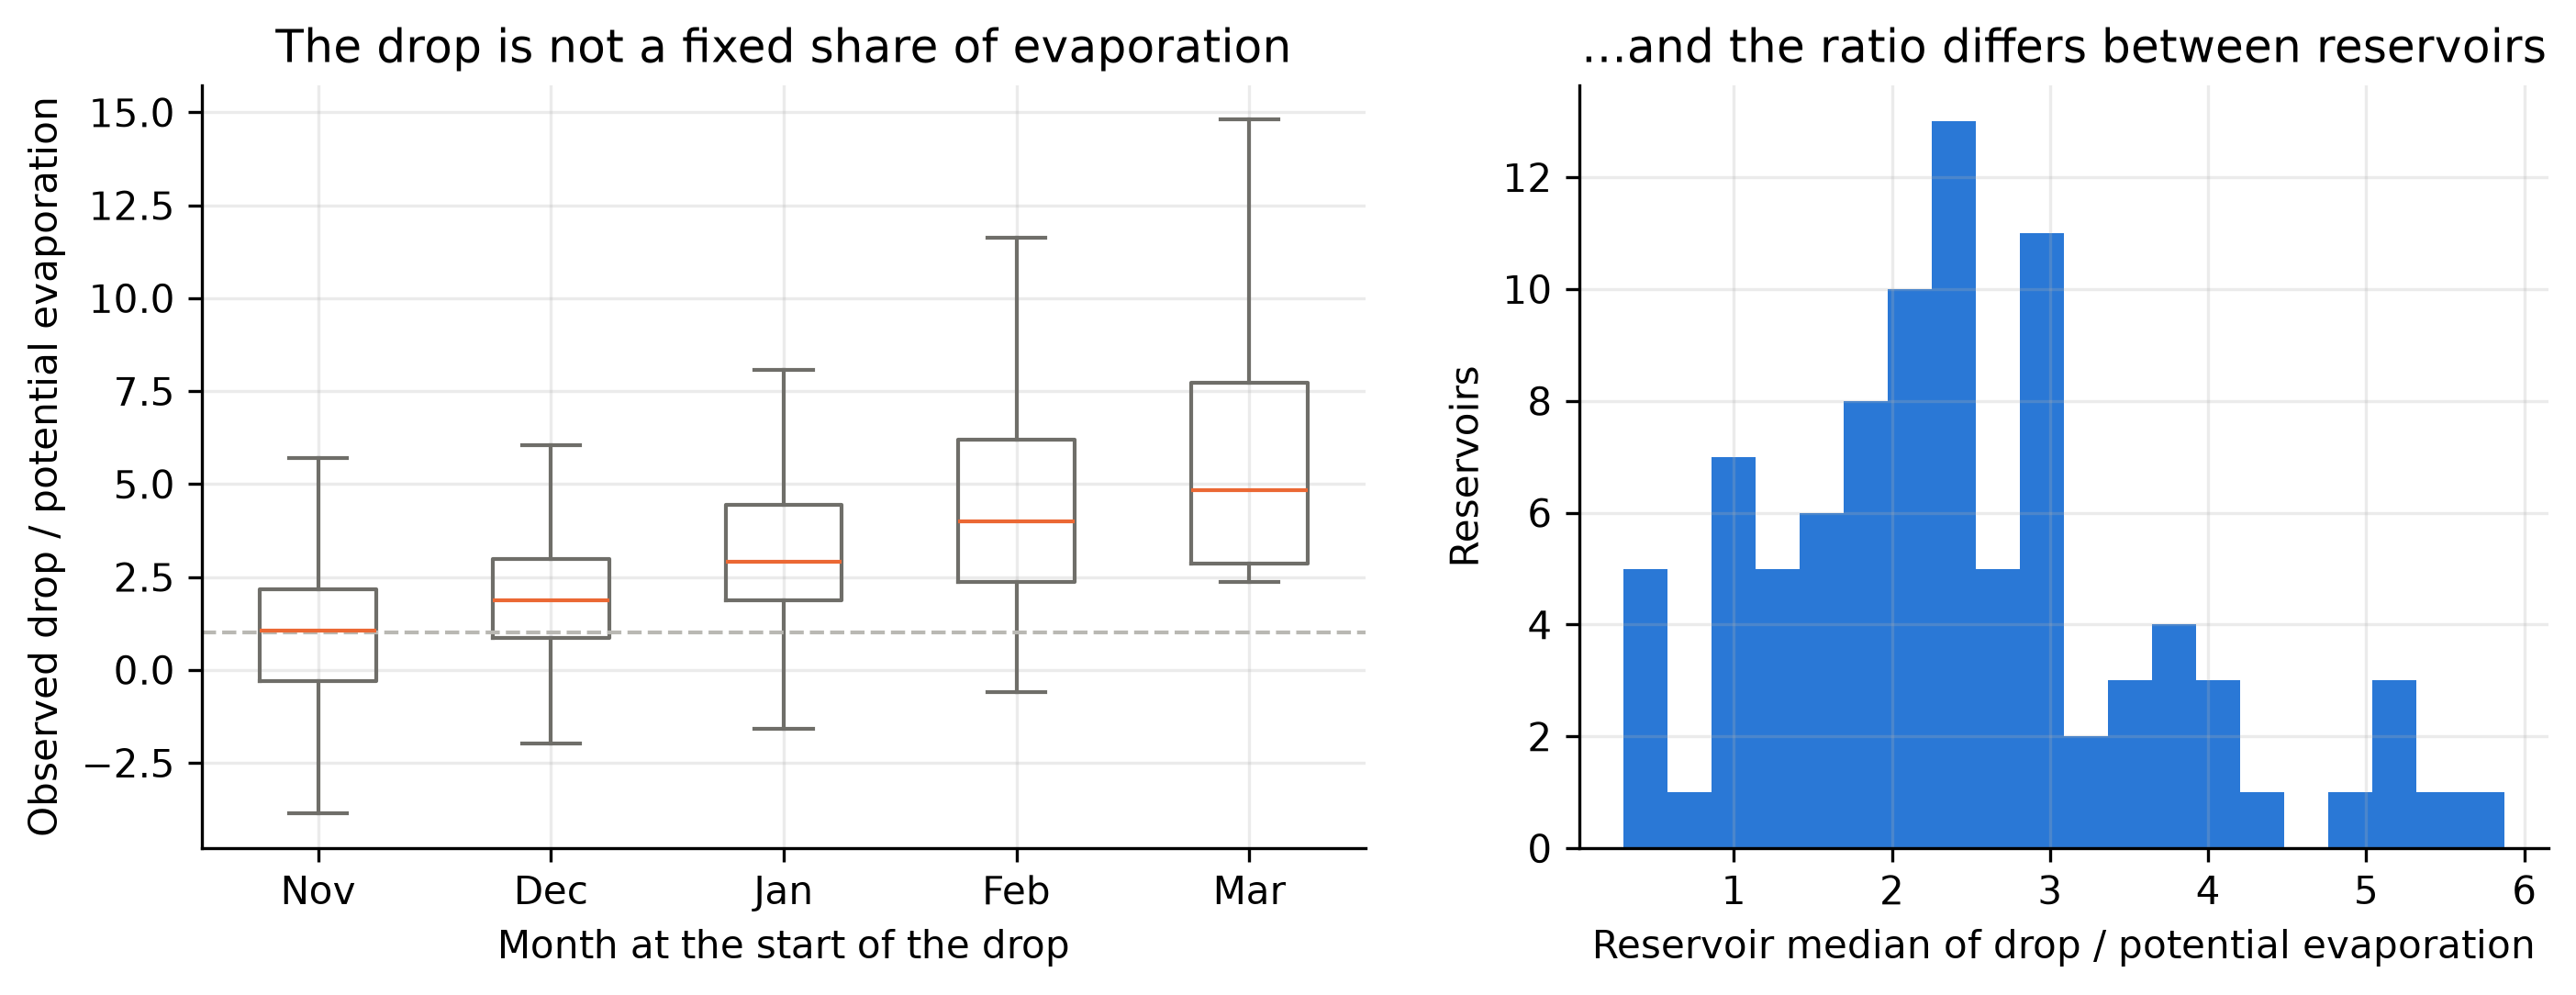 The drop is not a fixed share of evaporation
Observed drop / potential evaporation
15.0
12.5
10.0
7.5
5.0
2.5
0.0
−2.5
Nov Dec Jan Feb Mar
Month at the start of the drop
...and the ratio differs between reservoirs
Reservoirs
12
10
8
6
4
2
0
1 2 3 4 5 6
Reservoir median of drop / potential evaporation